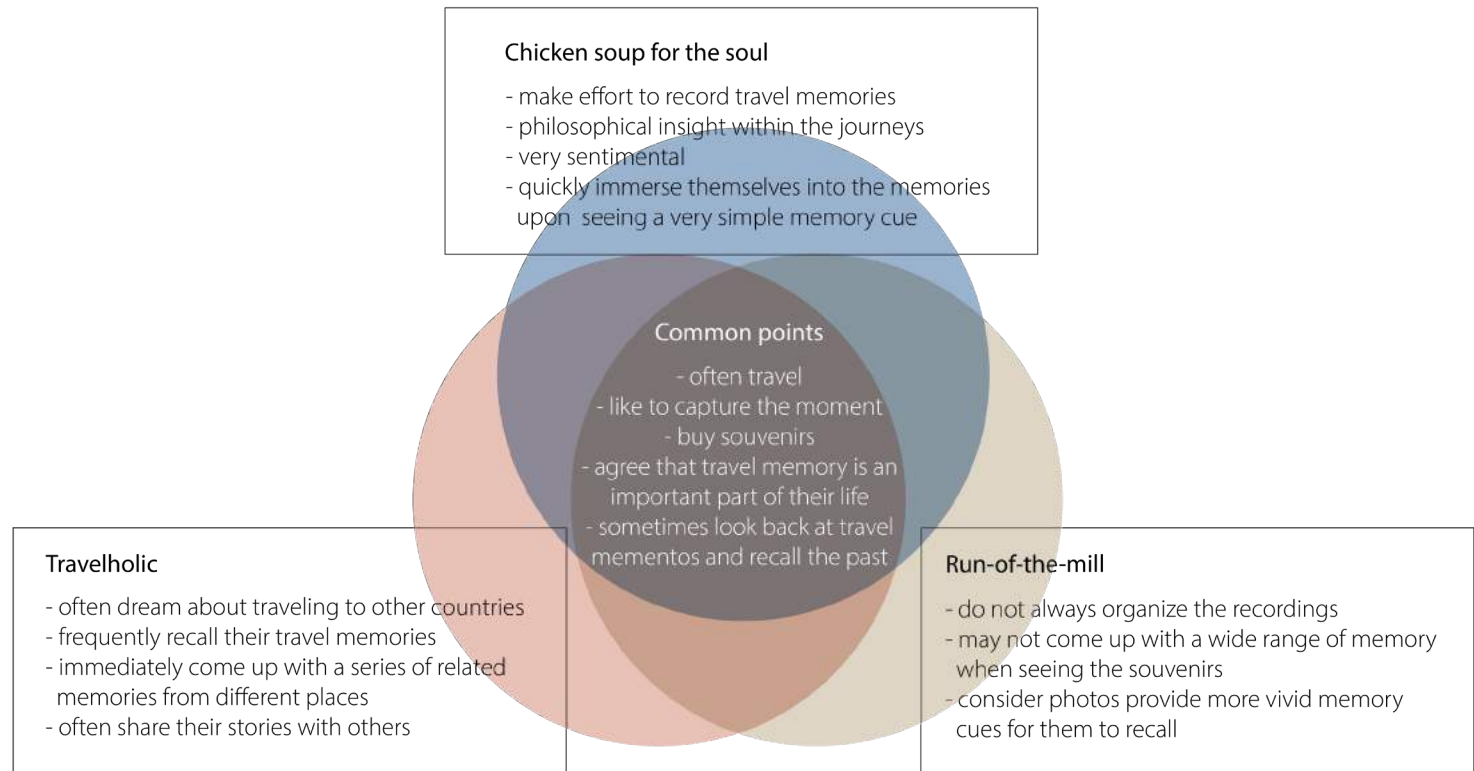 Chicken soup for the soul
- make effort to record travel memories
- philosophical insight within the journeys
- very sentimental
- quickly immerse themselves into the memories
upon seeing a very simple memory cue
Common points
- often travel
- like to capture the moment
- buy souvenirs
- agree that travel memory is an
important part of their life
- sometimes look back at travel
mementos and recall the past
Travelholic
- often dream about traveling to other countries
- frequently recall their travel memories
- immediately come up with a series of related
memories from different places
- often share their stories with others
Run-of-the-mill
- do not always organize the recordings
- may not come up with a wide range of memory
when seeing the souvenirs
- consider photos provide more vivid memory
cues for them to recall